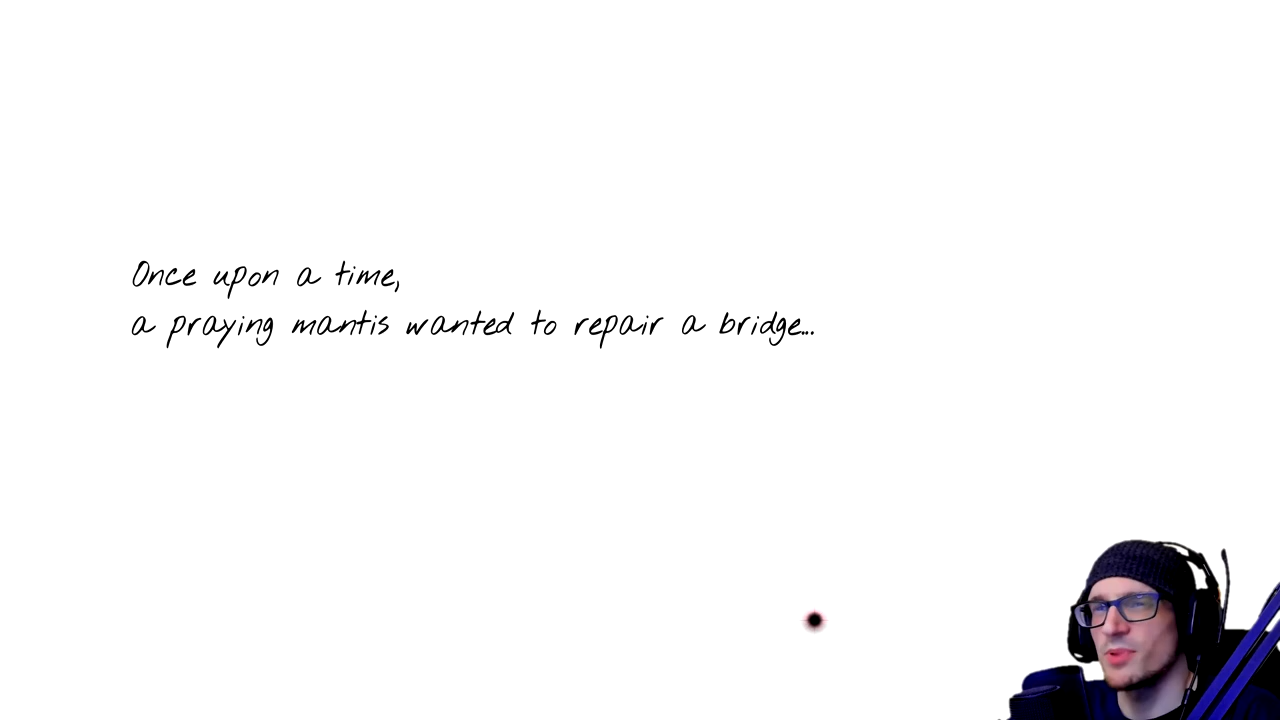 Once upon a time,
a praying mantis wanted to repair a bridge...